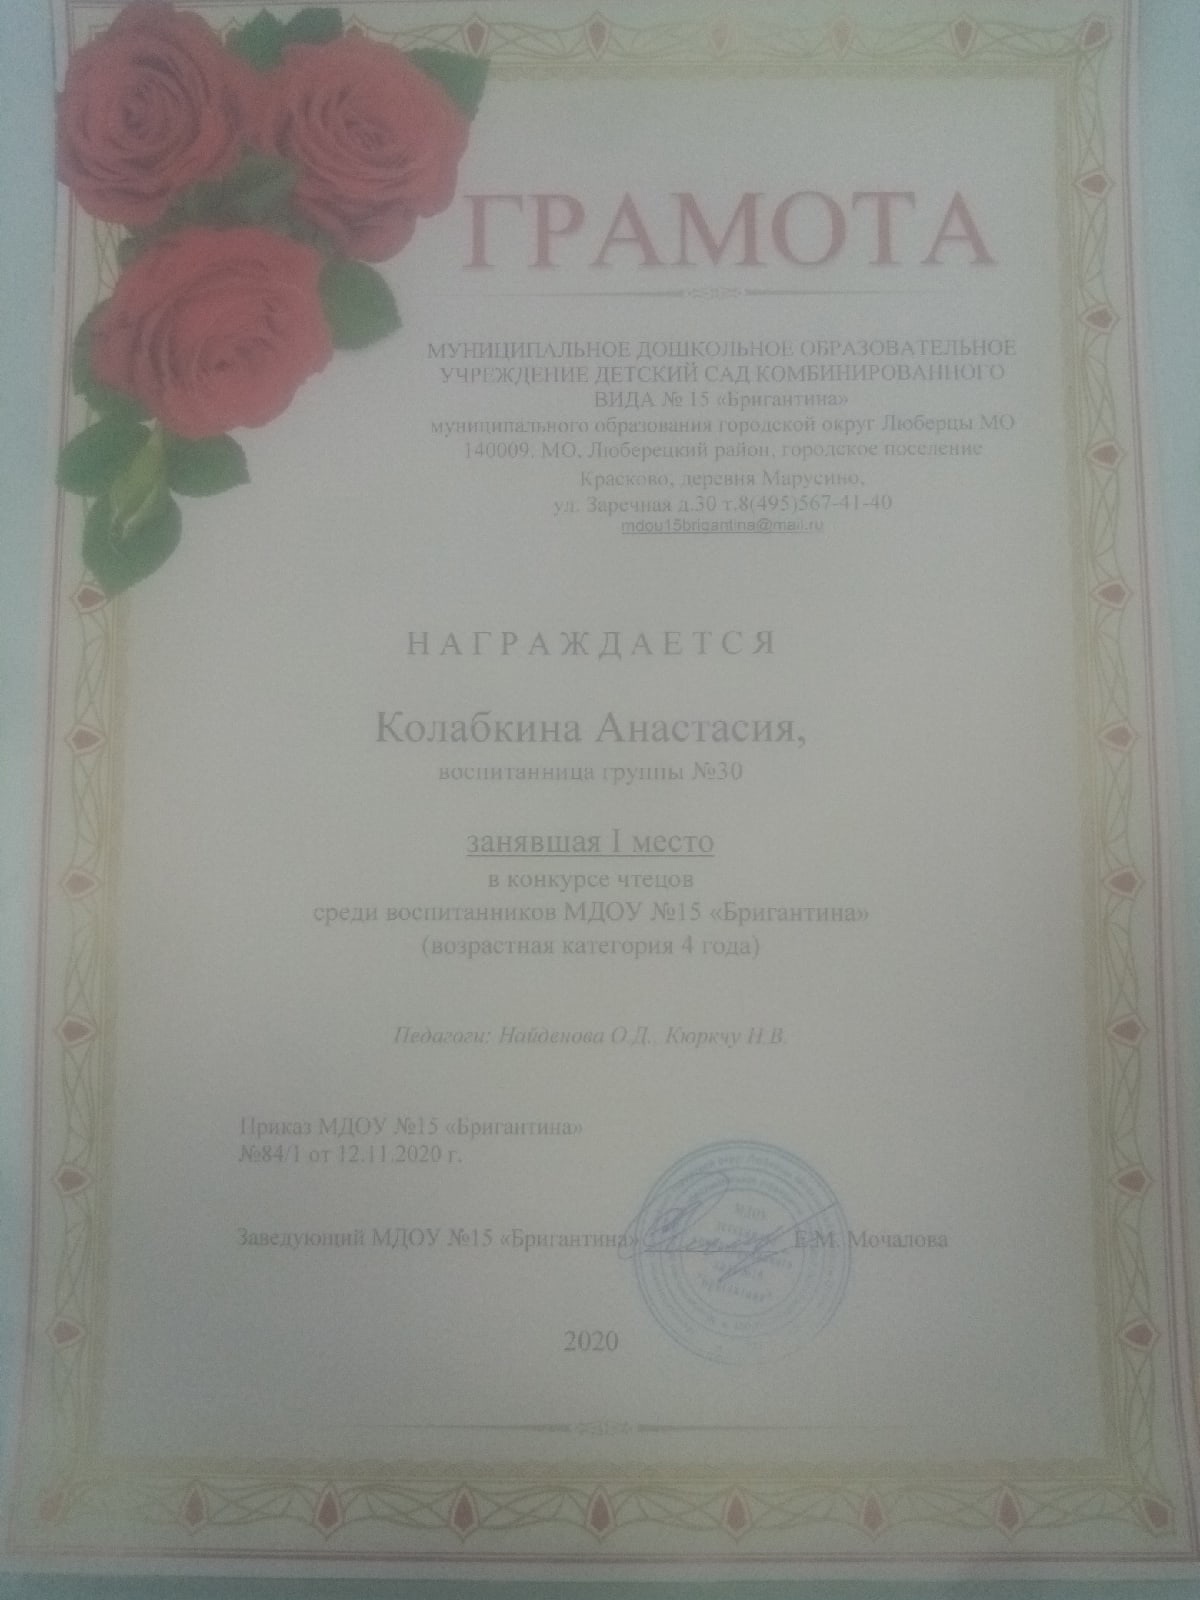 ГРАМОТА
МУНИЦИПАЛЬНОЕ ДОШКОЛЬНОЕ ОБРАЗОВАТЕЛЬНОЕ
УЧРЕЖДЕНИЕ ДЕТСКИЙ САД КОМБИНИРОВАННОГО
ВИДА № 15 «Бригантина»
муниципального образования городской округ Люберцы МО
140009, МО, Люберецкий район, городское поселение
Красково, деревня Марусино,
ул. Заречная д.30 т.8(495)567-41-40
mdou15brigantina@mail.ru
НАГРАЖДАЕТСЯ
Колабкина Анастасия,
воспитанница группы №30
занявшая I место
в конкурсе чтецов
среди воспитанников МДОУ №15 «Бригантина»
(возрастная категория 4 года)
Педагоги: Найденова О.Д., Кюркчу Н.В.
Приказ МДОУ №15 «Бригантина»
№84/1 от 12.11.2020 г.
Заведующий МДОУ №15 «Бригантина» Е.М. Мочалова
МДОУ
2020